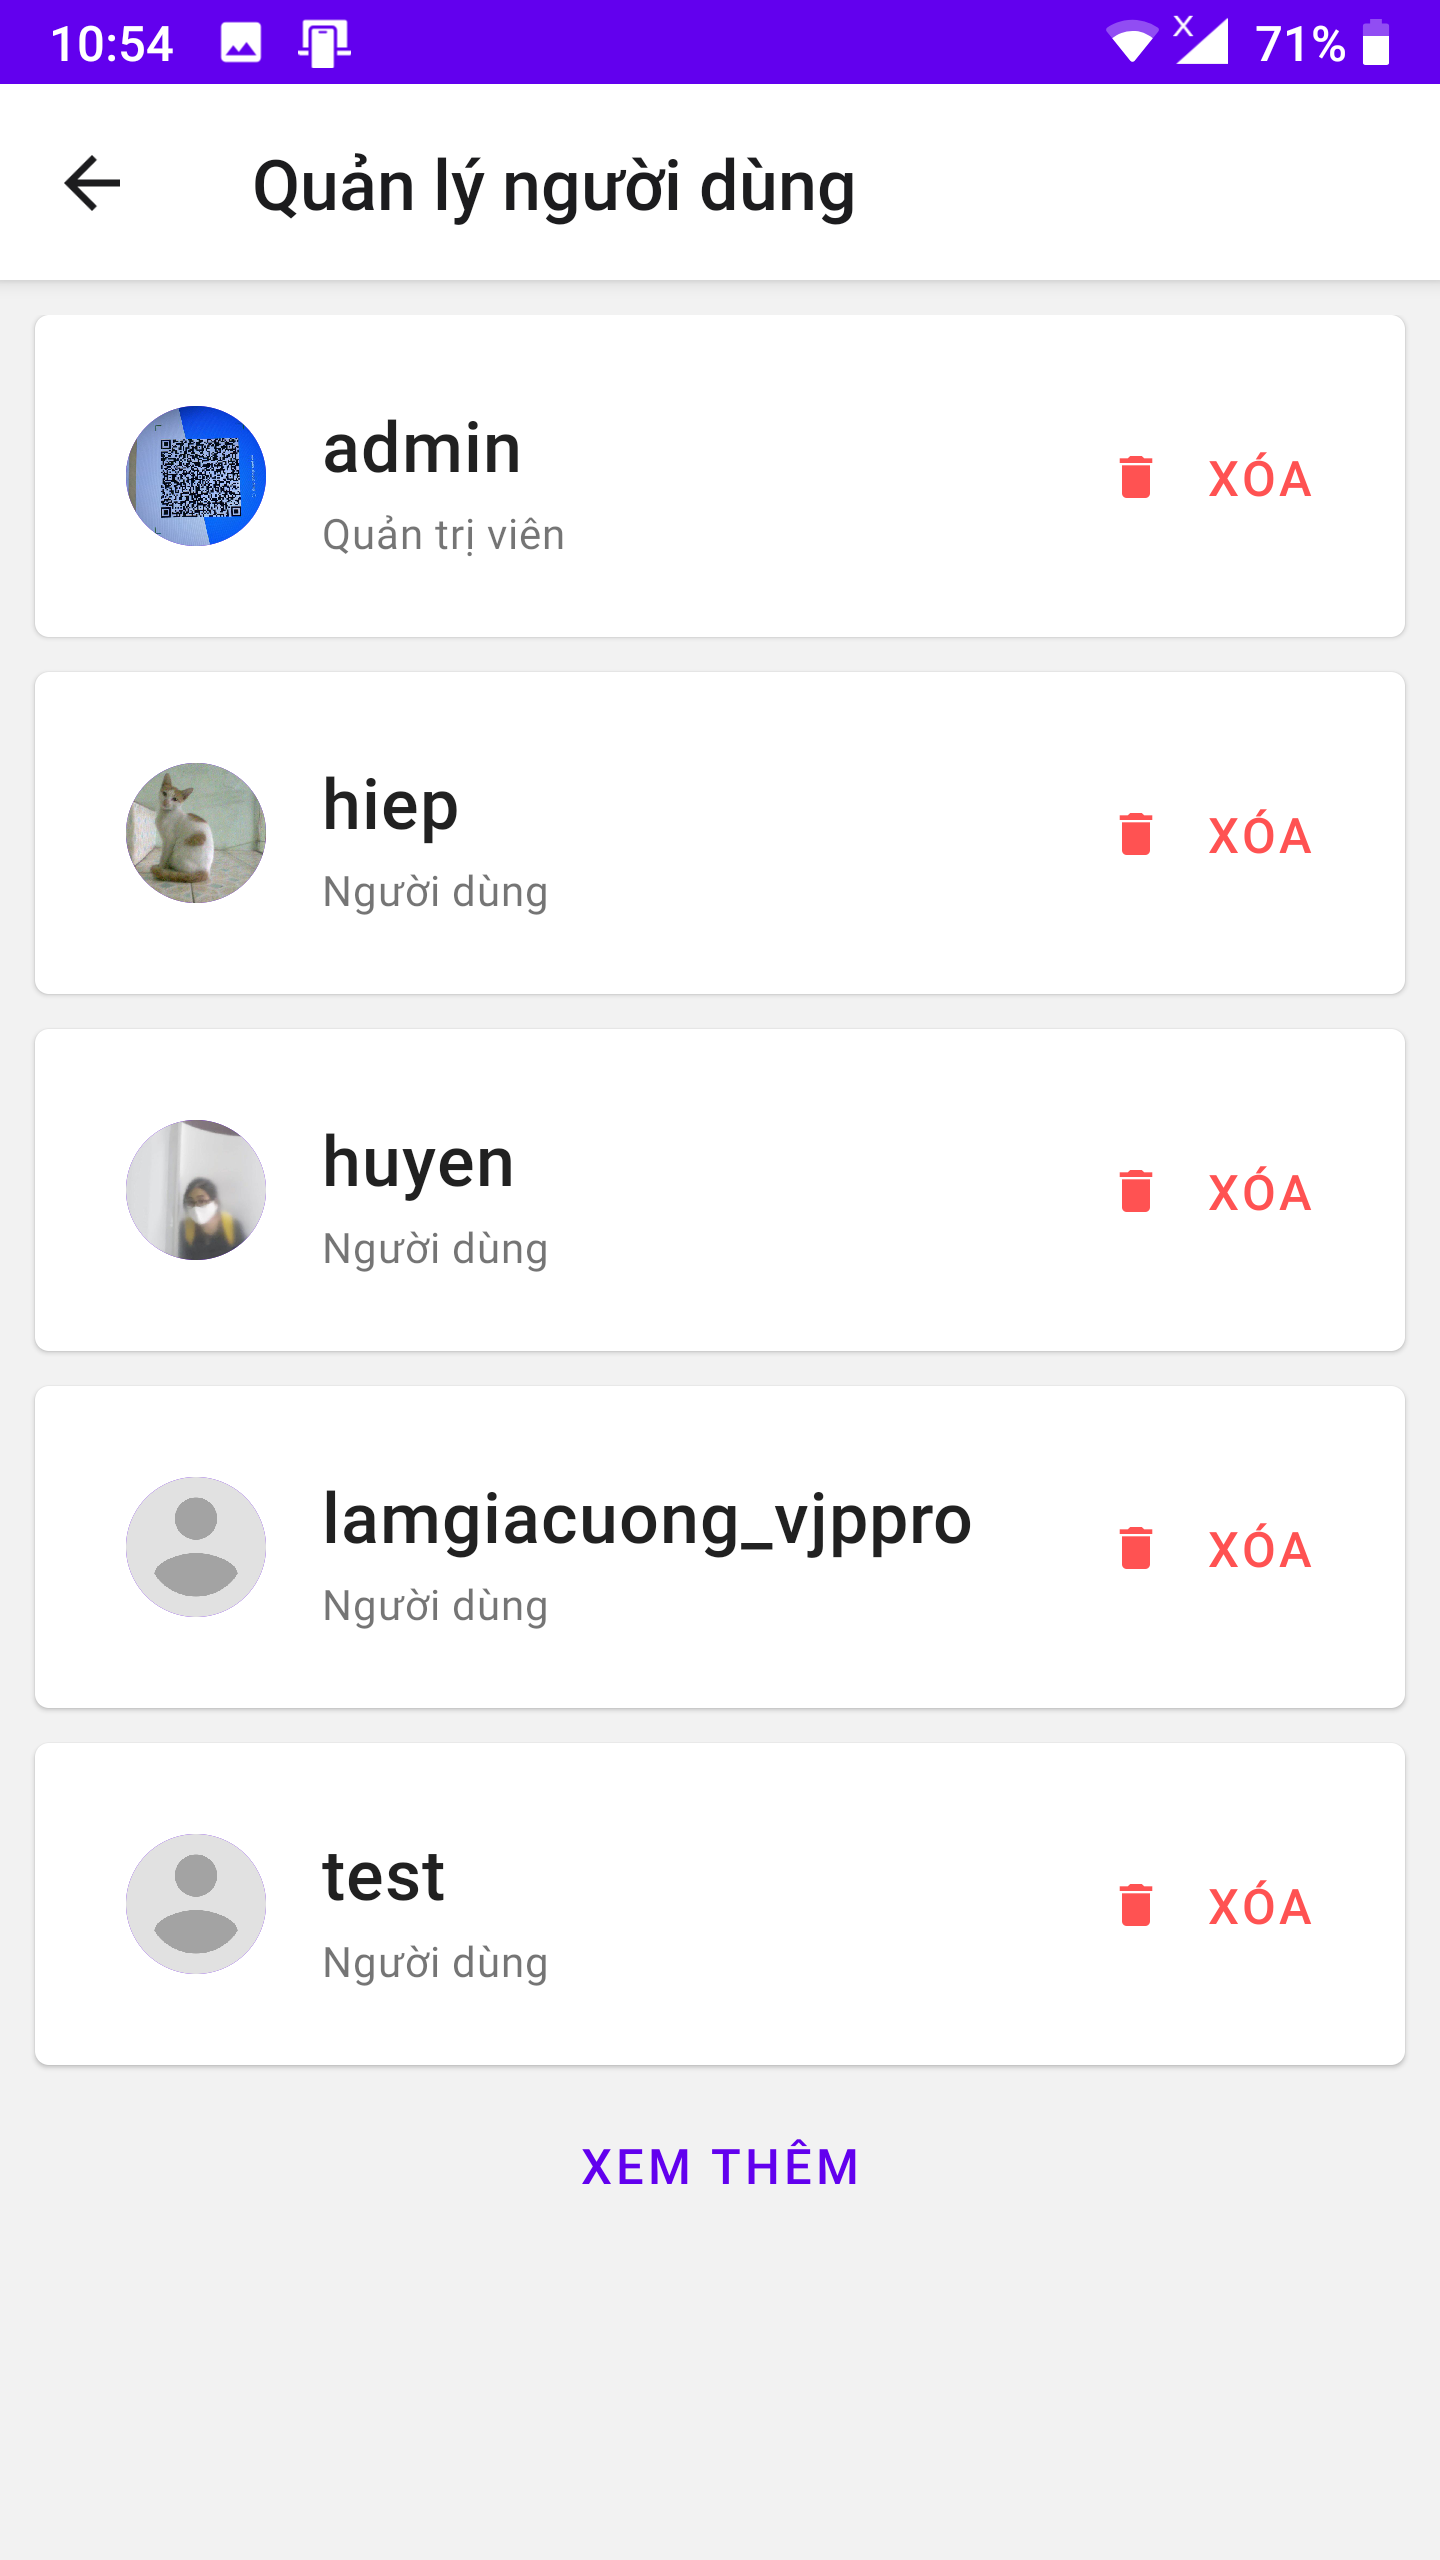 10:54
71%
Quản lý người dùng
admin
Quản trị viên
XÓA
hiep
Người dùng
XÓA
huyen
Người dùng
XÓA
lamgiacuong_vjppro
Người dùng
XÓA
test
Người dùng
XÓA
XEM THÊM